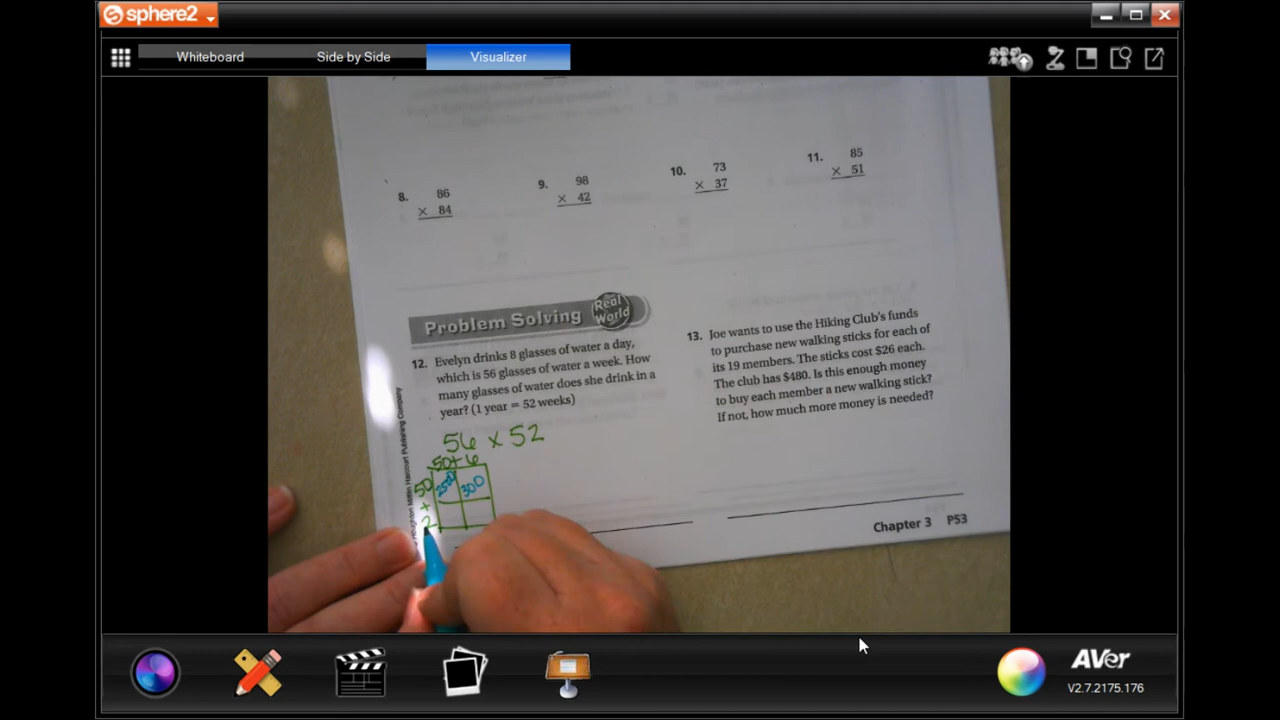 sphere2
Whiteboard Side by Side Visualizer
8. 86
× 84
9. 98
× 42
10. 73
× 37
11. 85
× 51
Problem Solving Real World
12. Evelyn drinks 8 glasses of water a day,
which is 56 glasses of water a week. How
many glasses of water does she drink in a
year? (1 year = 52 weeks)
13. Joe wants to use the Hiking Club's funds
to purchase new walking sticks for each of
its 19 members. The sticks cost $26 each.
The club has $480. Is this enough money
to buy each member a new walking stick?
If not, how much more money is needed?
56 × 52
50 + 6
50 2500 300
+
2
Houghton Mifflin Harcourt Publishing Company
Chapter 3 P53
AVer
V2.7.2175.176